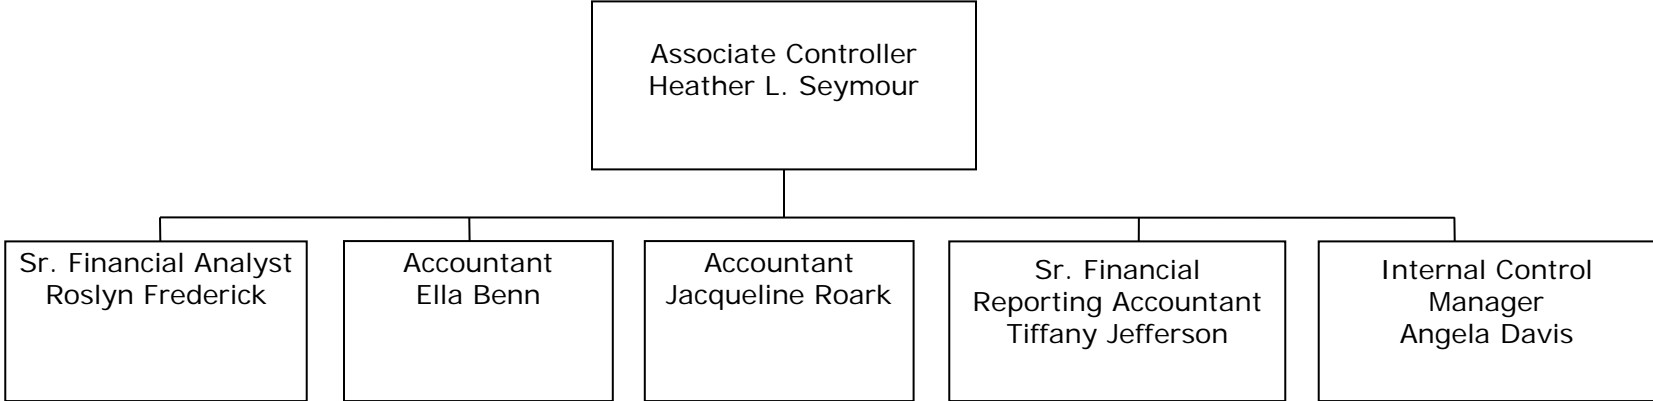 Associate Controller
Heather L. Seymour
Sr. Financial Analyst
Roslyn Frederick
Accountant
Ella Benn
Accountant
Jacqueline Roark
Sr. Financial
Reporting Accountant
Tiffany Jefferson
Internal Control
Manager
Angela Davis